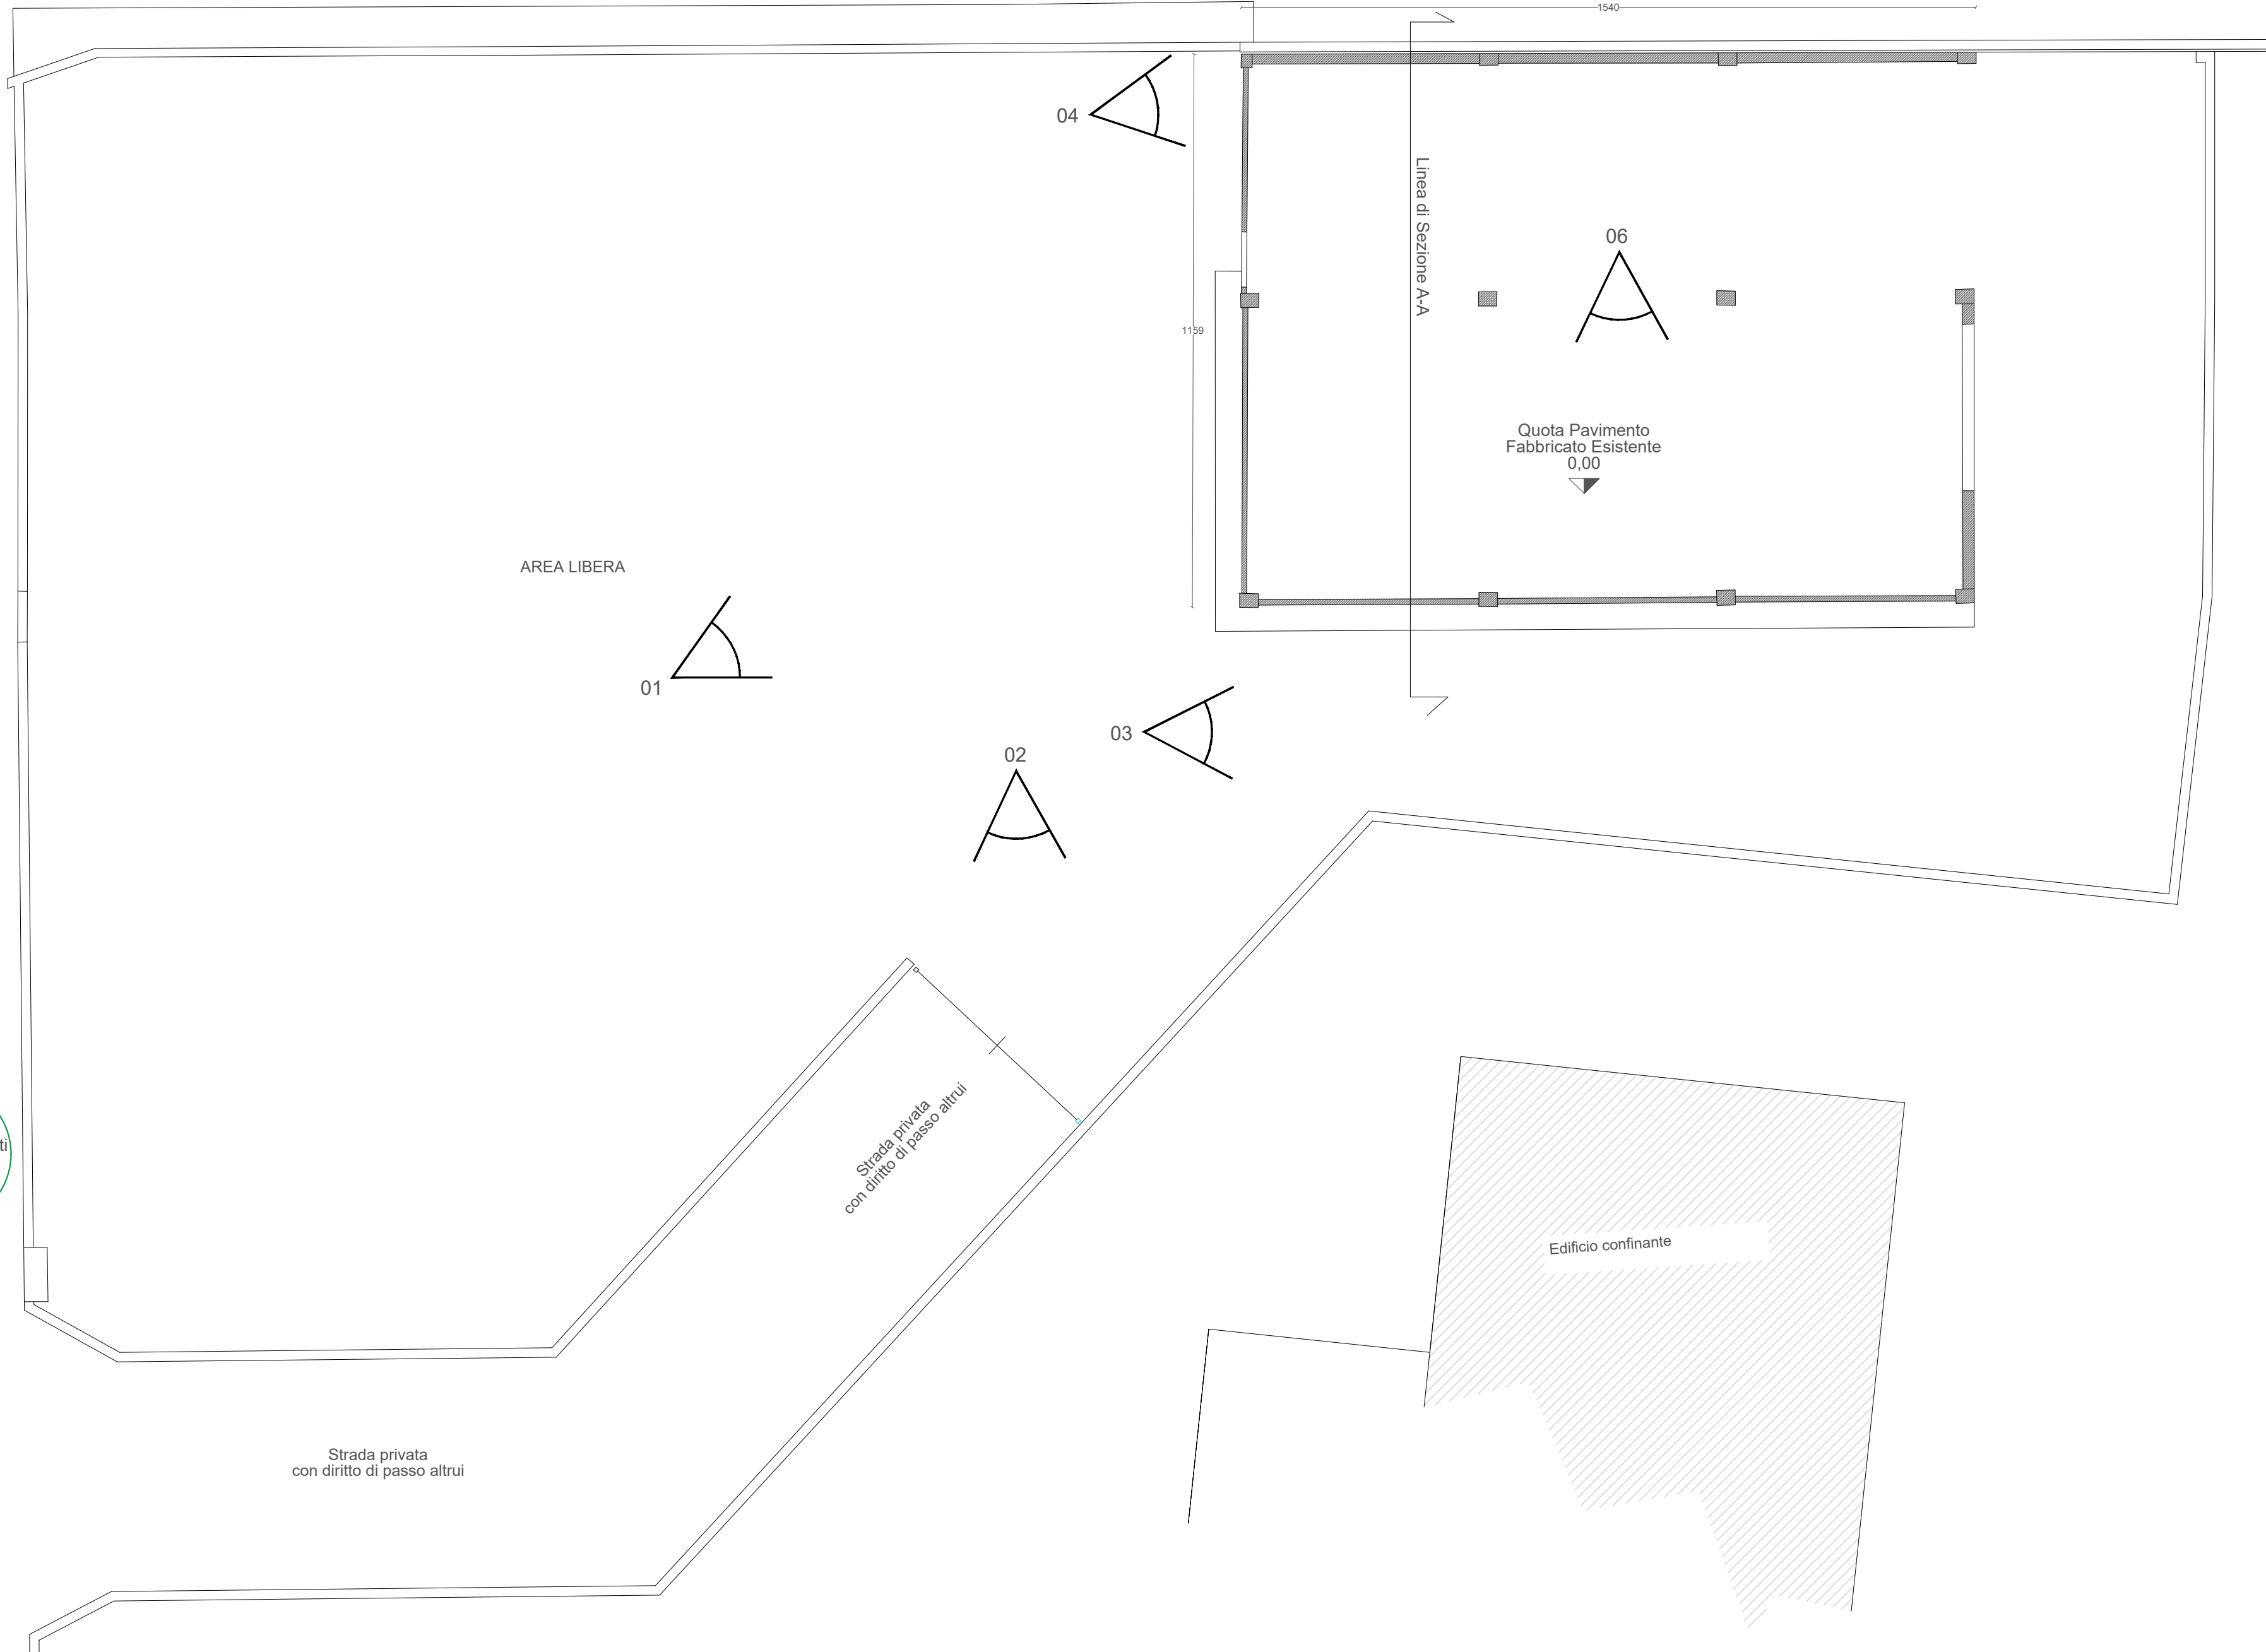 1540
04
Linea di Sezione A-A
06
1159
Quota Pavimento
Fabbricato Esistente
0,00
AREA LIBERA
01
03
02
Strada privata
con diritto di passo altrui
ti
Edificio confinante
Strada privata
con diritto di passo altrui